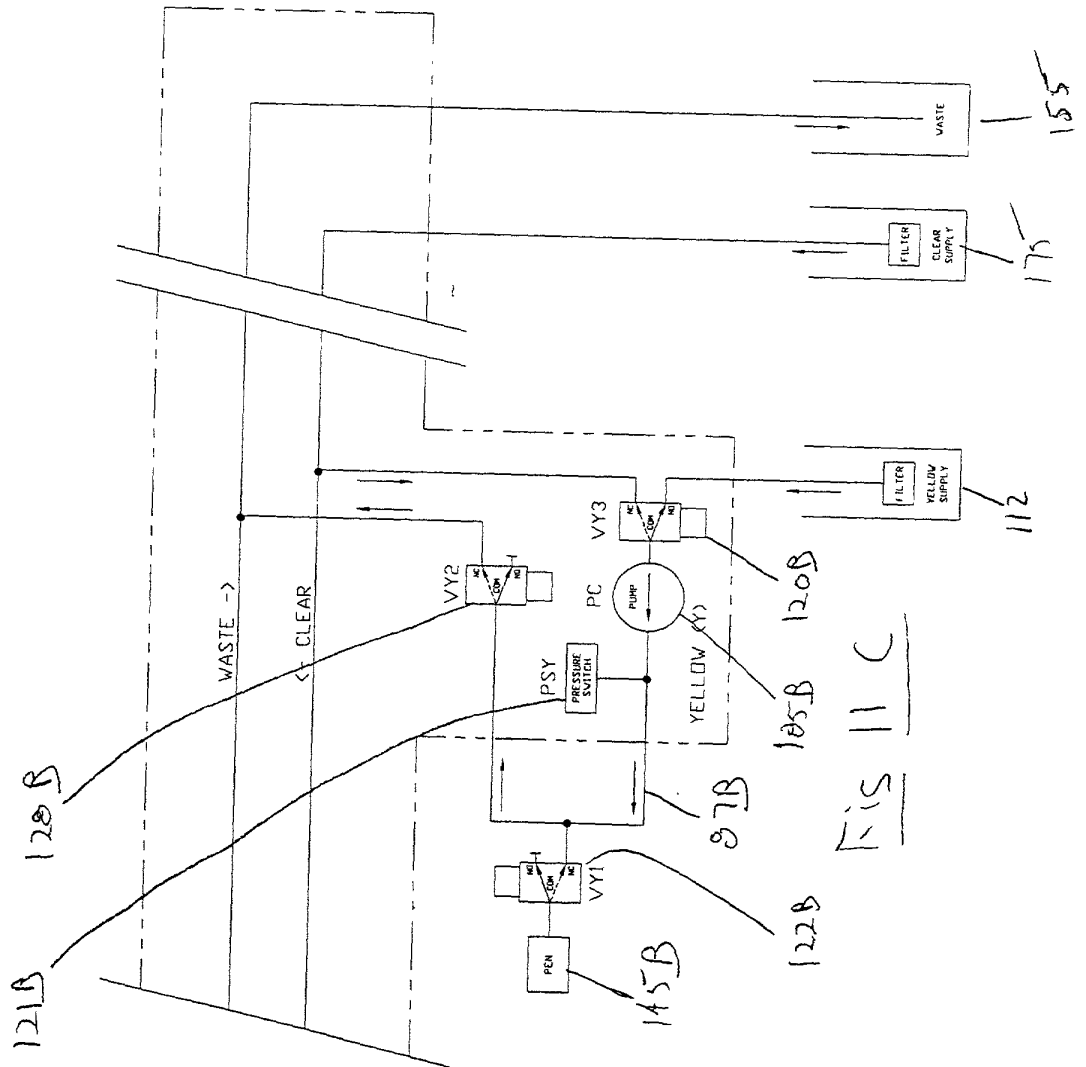 WASTE ->
<- CLEAR
WASTE
155
FILTER
CLEAR
SUPPLY
175
FILTER
YELLOW
SUPPLY
112
VY3
NC
COM
NO
120B
PC
PUMP
185B
VY2
NC
COM
NO
128B
PSY
PRESSURE
SWITCH
121B
YELLOW (Y)
97B
VY1
NO
COM
NC
122B
PEN
145B
Fig 11 C